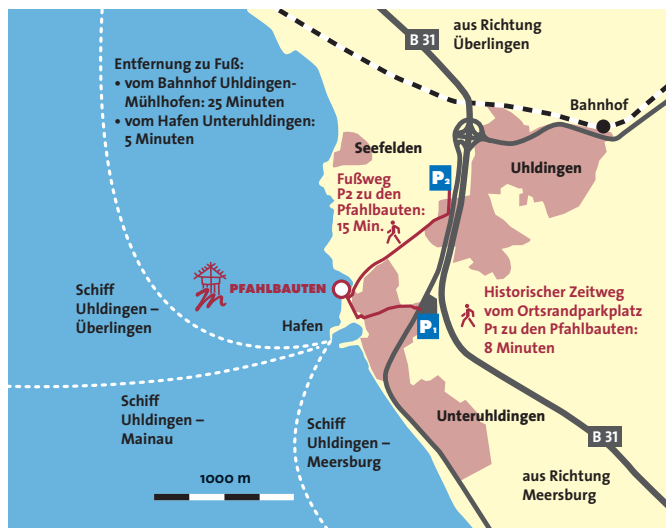 aus Richtung
Überlingen
B 31
Entfernung zu Fuß:
• vom Bahnhof Uhldingen-
Mühlhofen: 25 Minuten
• vom Hafen Unteruhldingen:
5 Minuten
Bahnhof
Seefelden
Uhldingen
Fußweg
P2 zu den
Pfahlbauten:
15 Min.
P2
PFAHLBAUTEN
Schiff
Uhldingen –
Überlingen
Historischer Zeitweg
vom Ortsrandparkplatz
P1 zu den Pfahlbauten:
8 Minuten
Hafen
P1
Schiff
Uhldingen –
Mainau
Schiff
Uhldingen –
Meersburg
Unteruhldingen
B 31
aus Richtung
Meersburg
1000 m